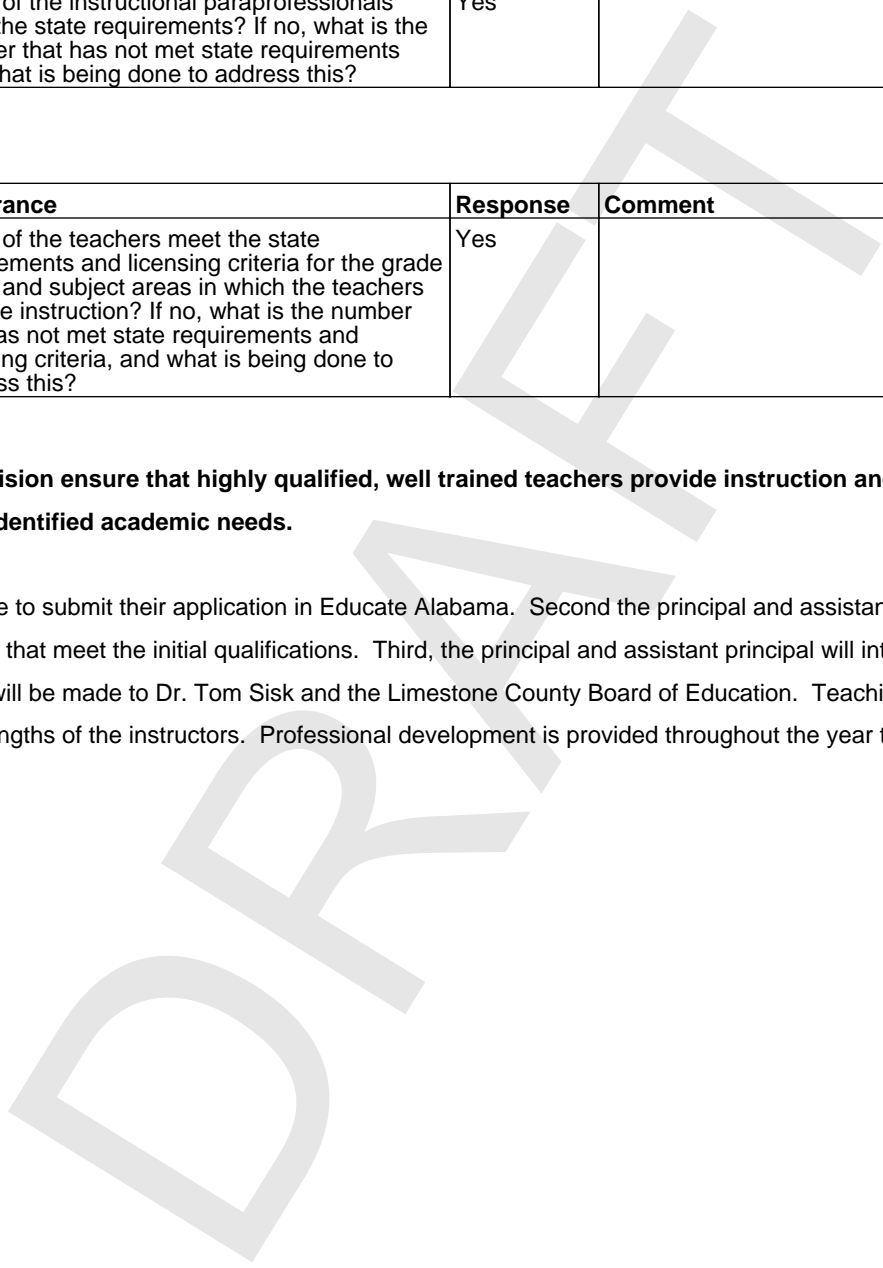 of the instructional paraprofessionals
the state requirements? If no, what is the
er that has not met state requirements
hat is being done to address this?
Yes
rance
Response
Comment
of the teachers meet the state
ements and licensing criteria for the grade
and subject areas in which the teachers
e instruction? If no, what is the number
as not met state requirements and
ng criteria, and what is being done to
ss this?
Yes
ision ensure that highly qualified, well trained teachers provide instruction an
dentified academic needs.
e to submit their application in Educate Alabama. Second the principal and assistan
that meet the initial qualifications. Third, the principal and assistant principal will int
will be made to Dr. Tom Sisk and the Limestone County Board of Education. Teachi
ngths of the instructors. Professional development is provided throughout the year t
DRAFT